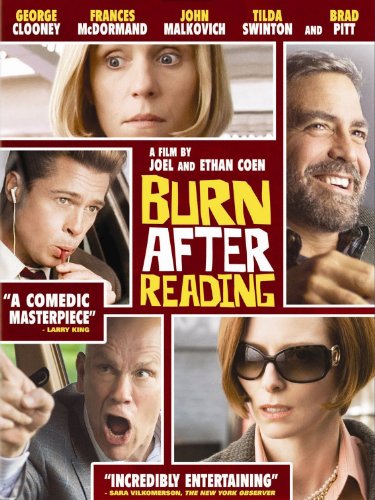 GEORGE CLOONEY
FRANCES McDORMAND
JOHN MALKOVICH
TILDA SWINTON
AND
BRAD PITT
A FILM BY
JOEL AND ETHAN COEN
BURN
AFTER
READING
"A COMEDIC
MASTERPIECE"
- LARRY KING
"INCREDIBLY ENTERTAINING"
- SARA VILKOMERSON, THE NEW YORK OBSERVER